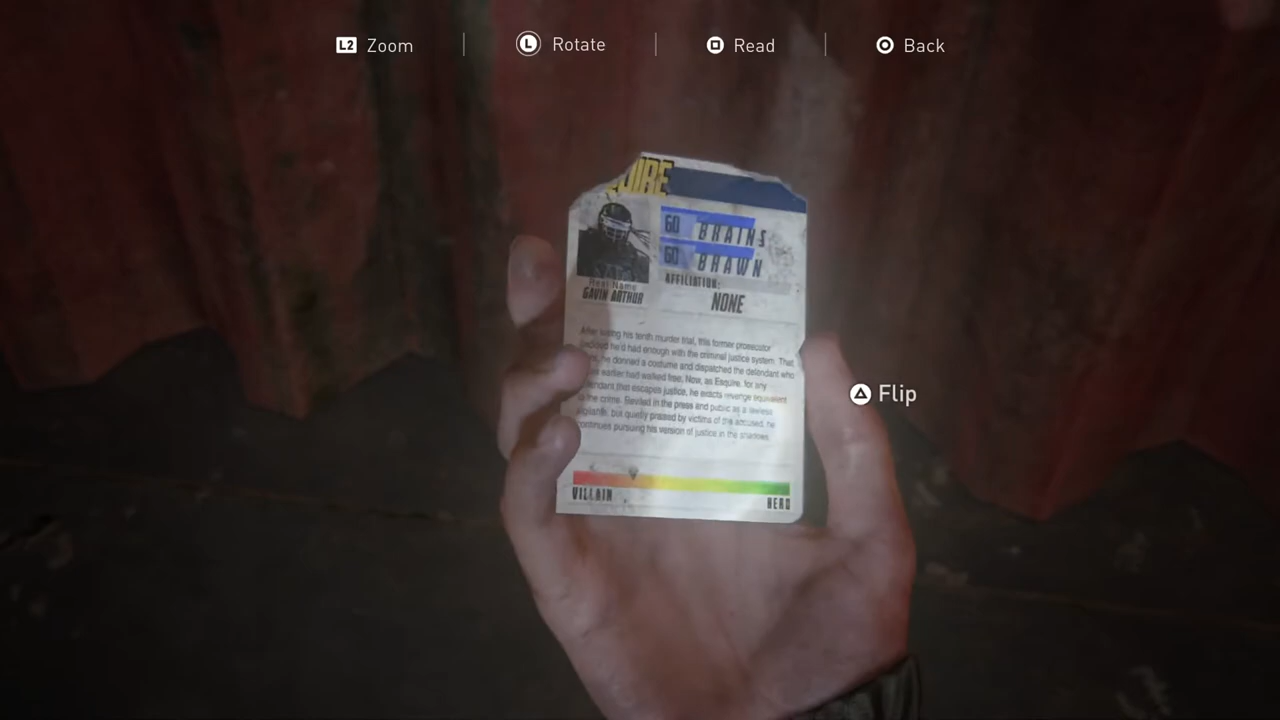 L2 Zoom
L Rotate
Read
Back
UIRE
60 BRAINS
60 BRAWN
AFFILIATION:
NONE
Real Name
GAVIN ARTHUR
After losing his tenth murder trial, this former prosecutor
decided he'd had enough with the criminal justice system. That
he donned a costume and dispatched the defendant who
earlier had walked free. Now, as Esquire, for any
defendant that escapes justice, he exacts revenge equivalent
to the crime. Reviled in the press and public as a lawless
vigilante, but quietly praised by victims of the accused, he
continues pursuing his version of justice in the shadows.
Flip
VILLAIN
HERO